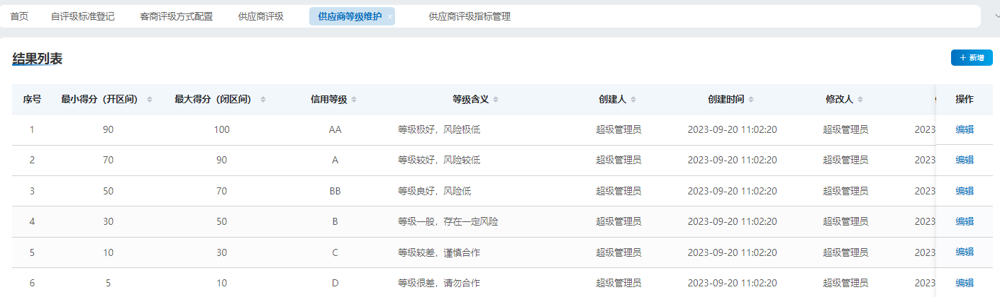 首页 自评级标准登记 客商评级方式配置 供应商评级 供应商等级维护 × 供应商评级指标管理
结果列表 + 新增
序号 最小得分（开区间） 最大得分（闭区间） 信用等级 等级含义 创建人 创建时间 修改人 操作
1 90 100 AA 等级极好，风险极低 超级管理员 2023-09-20 11:02:20 超级管理员 2023 编辑
2 70 90 A 等级较好，风险较低 超级管理员 2023-09-20 11:02:20 超级管理员 2023 编辑
3 50 70 BB 等级良好，风险低 超级管理员 2023-09-20 11:02:20 超级管理员 2023 编辑
4 30 50 B 等级一般，存在一定风险 超级管理员 2023-09-20 11:02:20 超级管理员 2023 编辑
5 10 30 C 等级较差，谨慎合作 超级管理员 2023-09-20 11:02:20 超级管理员 2023 编辑
6 5 10 D 等级很差，请勿合作 超级管理员 2023-09-20 11:02:20 超级管理员 2023 编辑